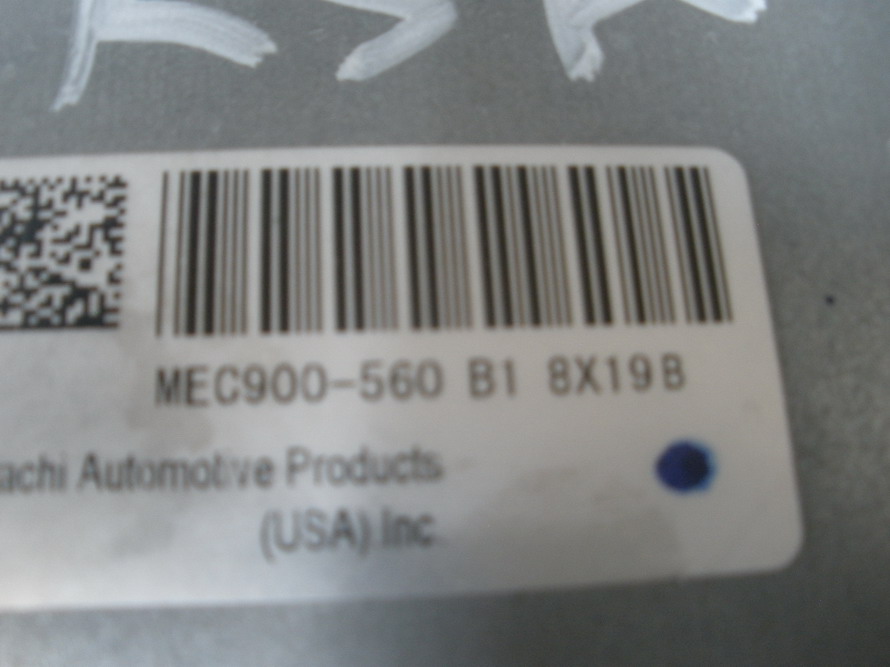 MEC900-560 B1 8X19B
achi Automotive Products
(USA) Inc